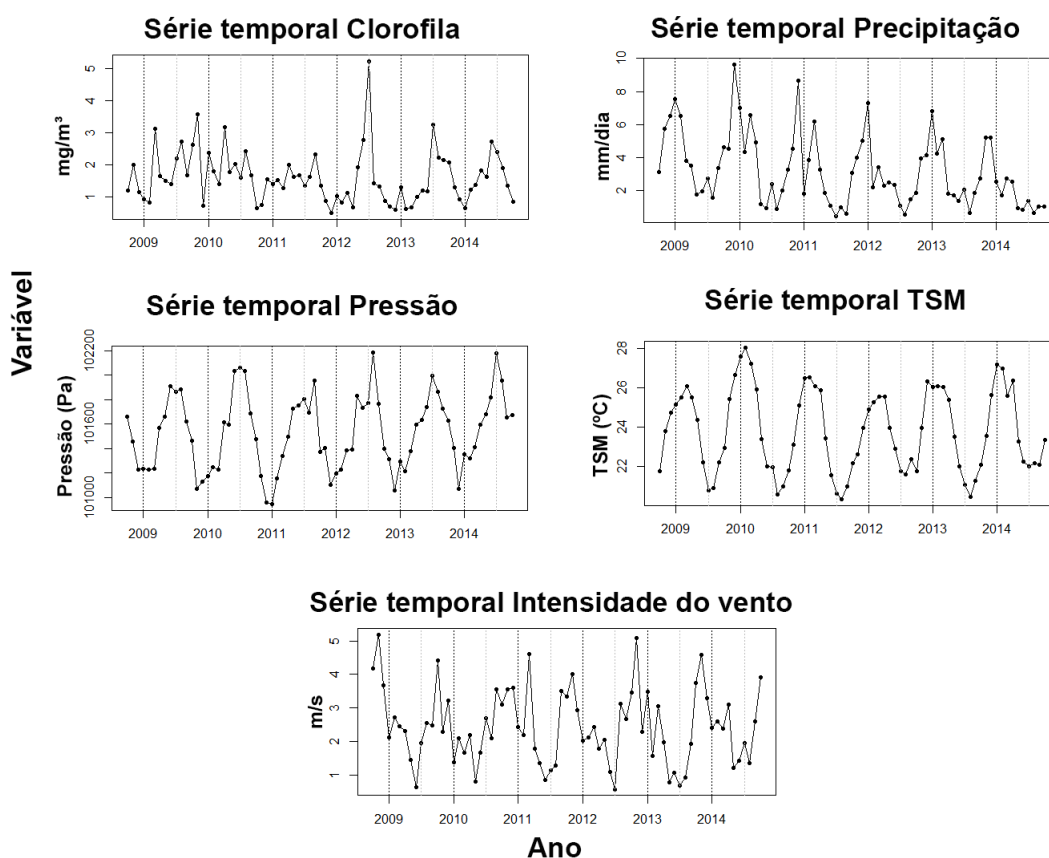 Série temporal Clorofila
mg/m³
5
4
3
2
1
2009 2010 2011 2012 2013 2014
Série temporal Precipitação
mm/dia
10
8
6
4
2
2009 2010 2011 2012 2013 2014
Variável
Série temporal Pressão
Pressão (Pa)
102200
101600
101000
2009 2010 2011 2012 2013 2014
Série temporal TSM
TSM (ºC)
28
26
24
22
2009 2010 2011 2012 2013 2014
Série temporal Intensidade do vento
m/s
5
4
3
2
1
2009 2010 2011 2012 2013 2014
Ano